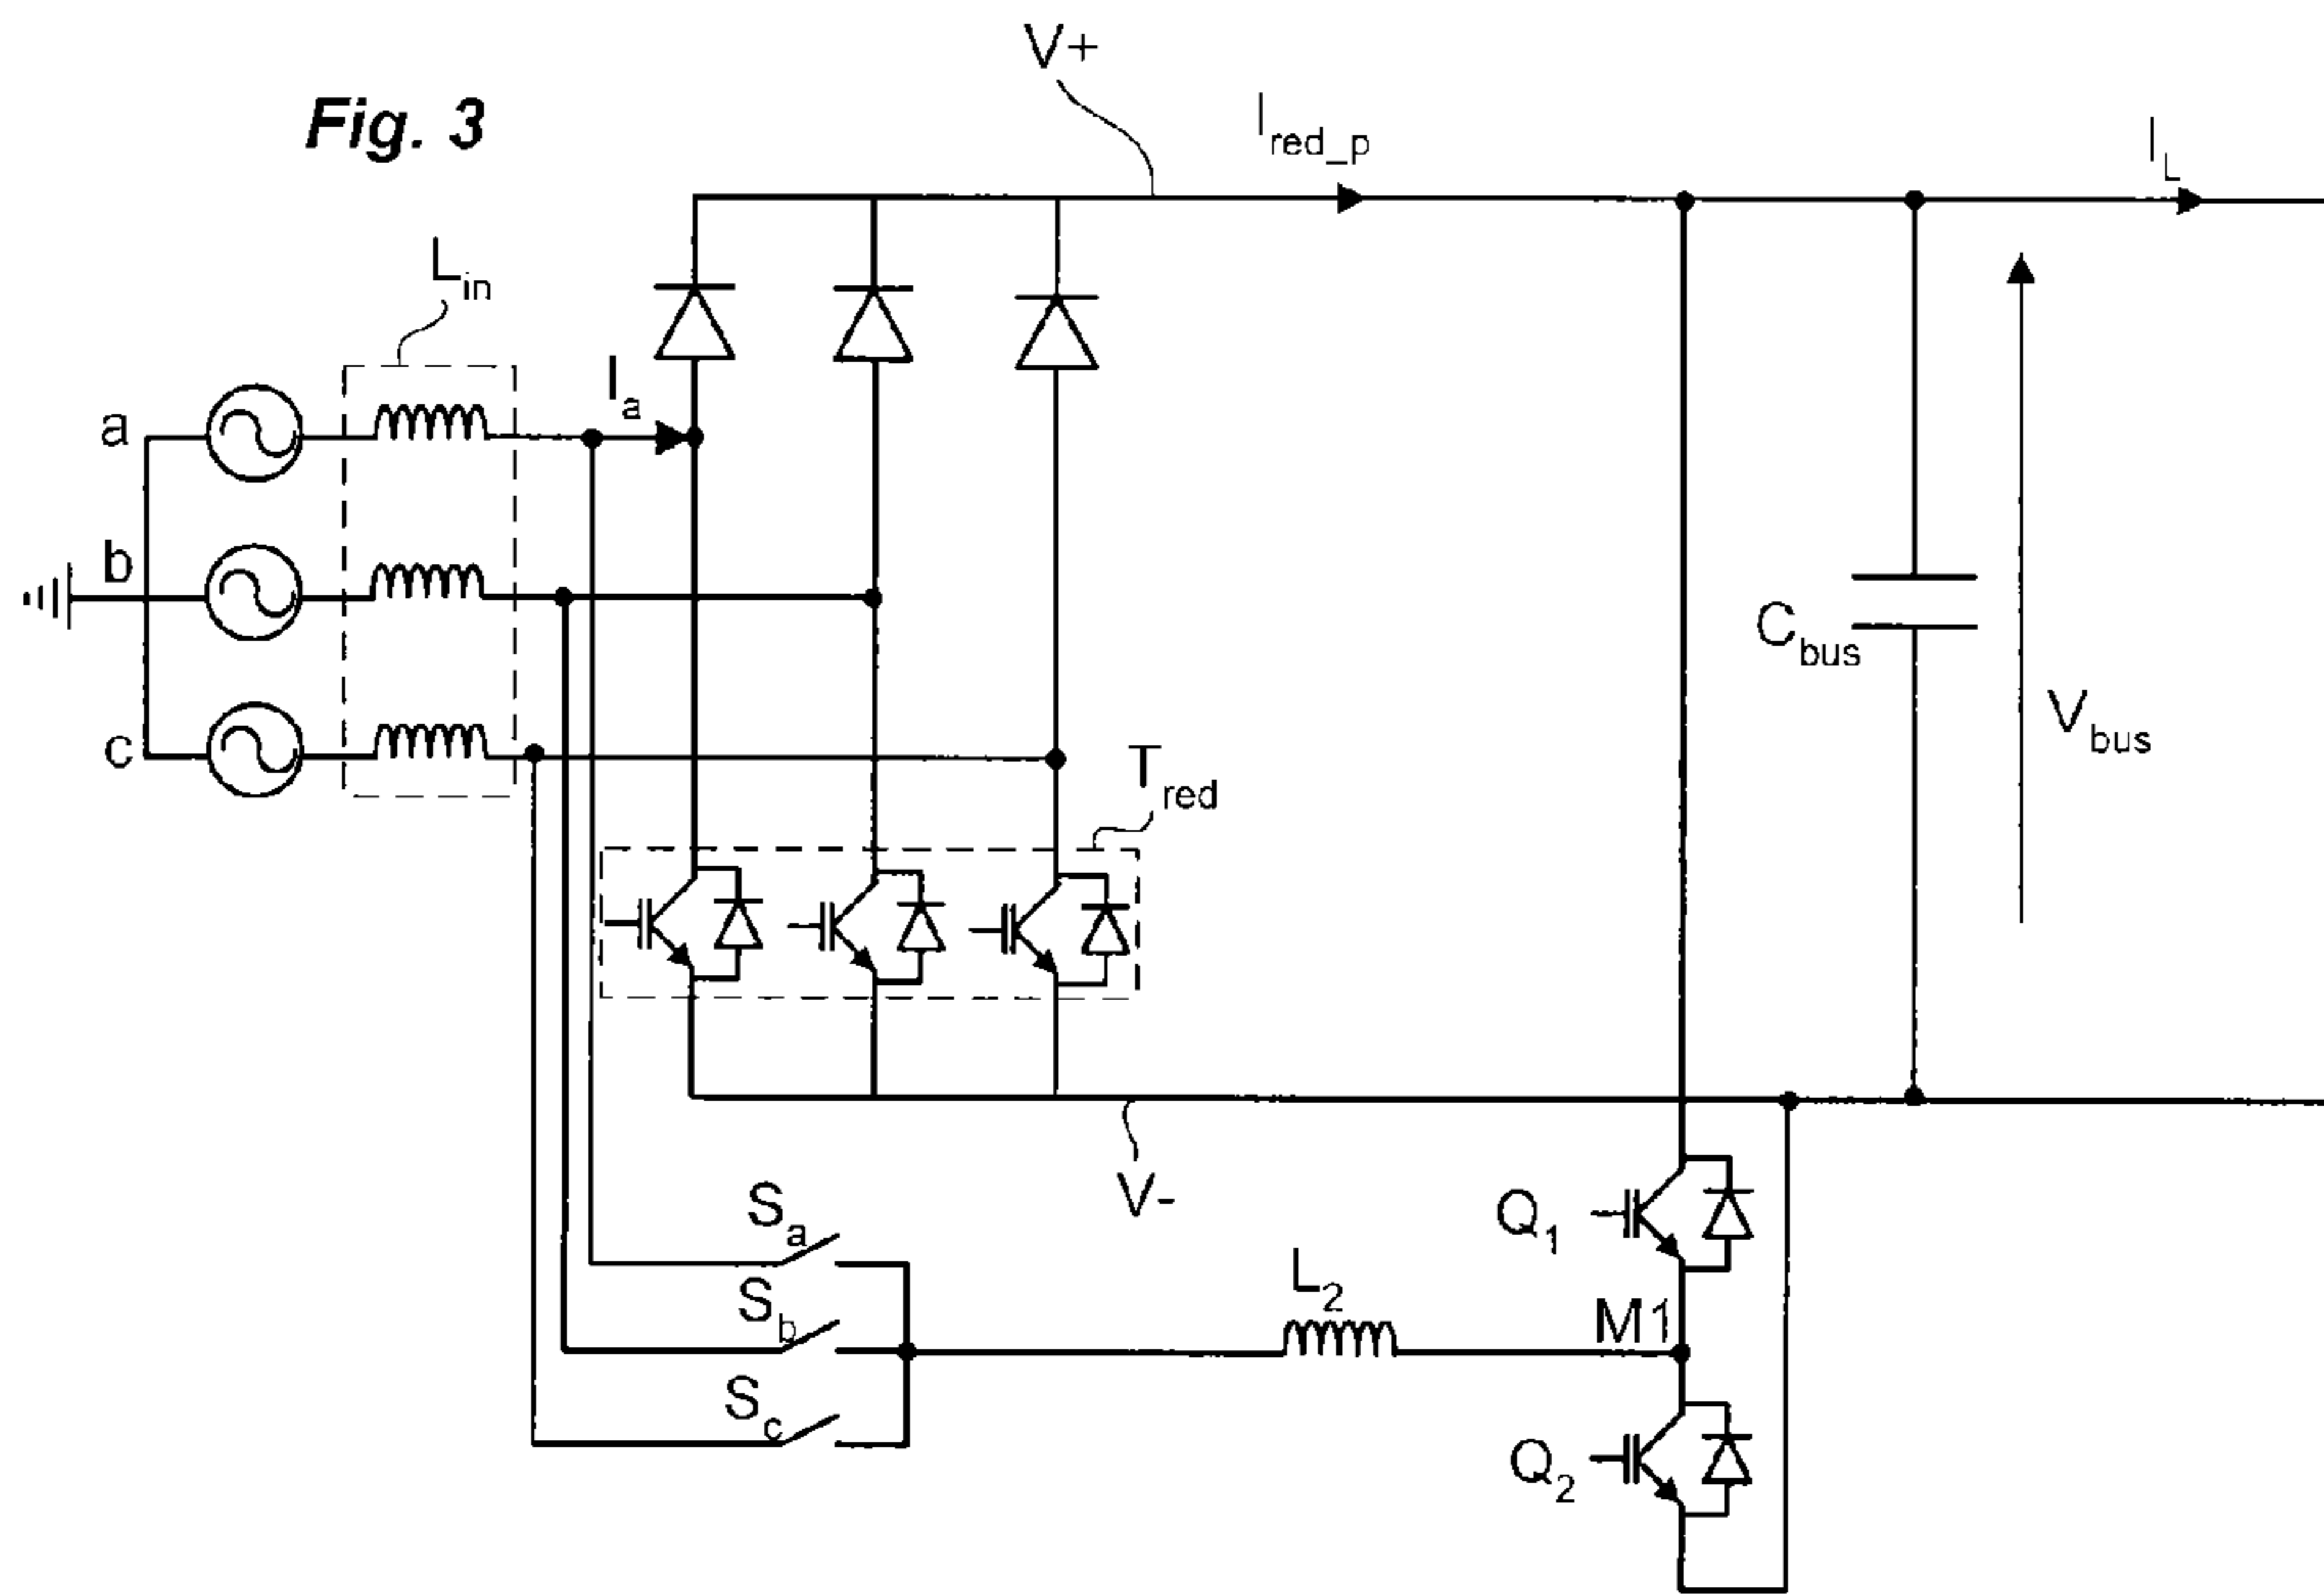 V+
Fig. 3
I_red_p
I_L
L_in
I_a
a
b
c
C_bus
V_bus
T_red
V-
S_a
S_b
S_c
L_2
Q_1
M1
Q_2